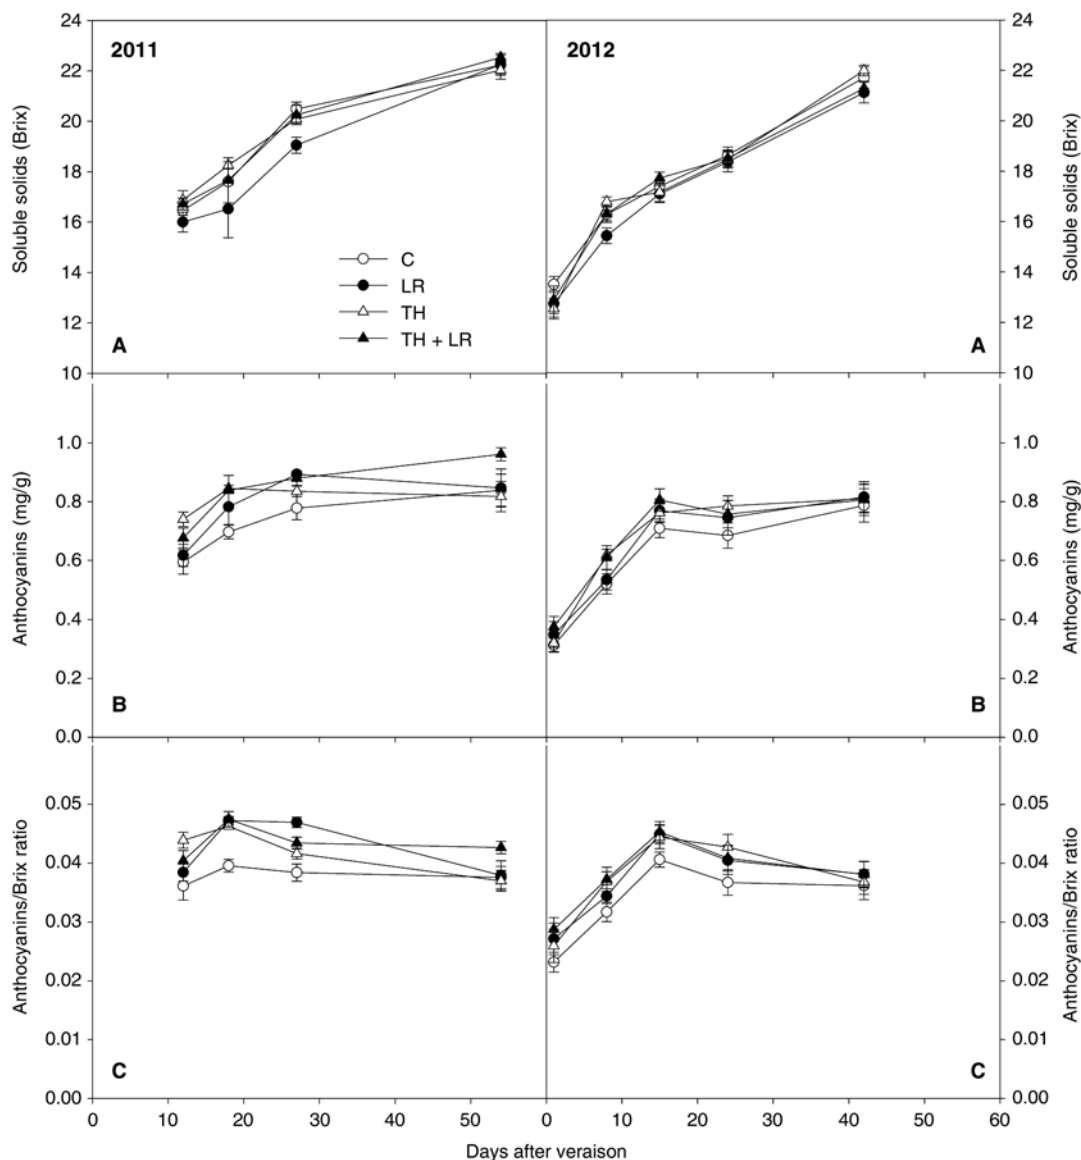 2011
2012
Soluble solids (Brix)
24
22
20
18
16
14
12
10
C
LR
TH
TH + LR
A
A
24
22
20
18
16
14
12
10
Soluble solids (Brix)
Anthocyanins (mg/g)
1.0
0.8
0.6
0.4
0.2
0.0
B
B
1.0
0.8
0.6
0.4
0.2
0.0
Anthocyanins (mg/g)
Anthocyanins/Brix ratio
0.05
0.04
0.03
0.02
0.01
0.00
C
C
0.05
0.04
0.03
0.02
0.01
0.00
Anthocyanins/Brix ratio
0 10 20 30 40 50 0 10 20 30 40 50 60
Days after veraison